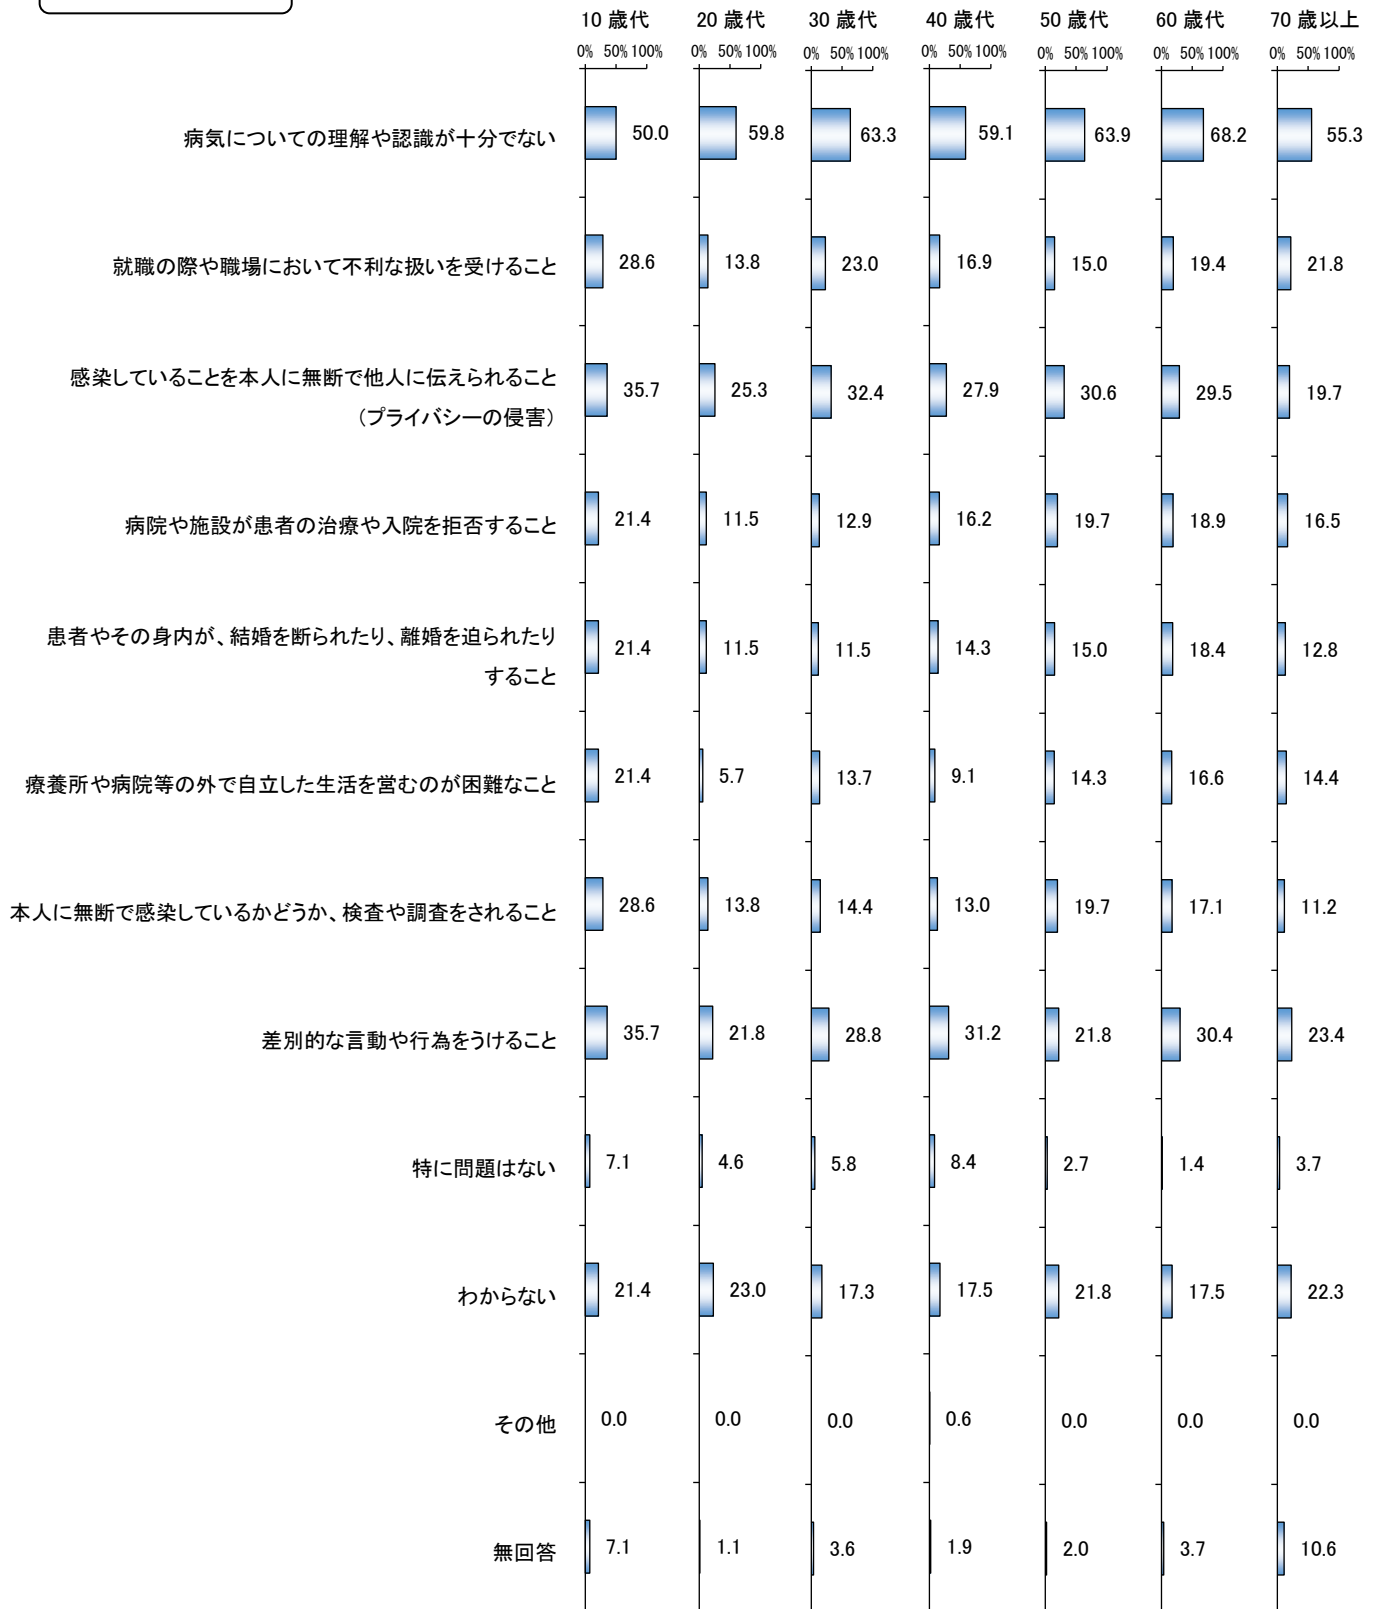 10 歳代 20 歳代 30 歳代 40 歳代 50 歳代 60 歳代 70 歳以上
0% 50% 100% 0% 50% 100% 0% 50% 100% 0% 50% 100% 0% 50% 100% 0% 50% 100% 0% 50% 100%
病気についての理解や認識が十分でない 50.0 59.8 63.3 59.1 63.9 68.2 55.3
就職の際や職場において不利な扱いを受けること 28.6 13.8 23.0 16.9 15.0 19.4 21.8
感染していることを本人に無断で他人に伝えられること 35.7 25.3 32.4 27.9 30.6 29.5 19.7
（プライバシーの侵害）
病院や施設が患者の治療や入院を拒否すること 21.4 11.5 12.9 16.2 19.7 18.9 16.5
患者やその身内が、結婚を断られたり、離婚を迫られたり 21.4 11.5 11.5 14.3 15.0 18.4 12.8
すること
療養所や病院等の外で自立した生活を営むのが困難なこと 21.4 5.7 13.7 9.1 14.3 16.6 14.4
本人に無断で感染しているかどうか、検査や調査をされること 28.6 13.8 14.4 13.0 19.7 17.1 11.2
差別的な言動や行為をうけること 35.7 21.8 28.8 31.2 21.8 30.4 23.4
特に問題はない 7.1 4.6 5.8 8.4 2.7 1.4 3.7
わからない 21.4 23.0 17.3 17.5 21.8 17.5 22.3
その他 0.0 0.0 0.0 0.6 0.0 0.0 0.0
無回答 7.1 1.1 3.6 1.9 2.0 3.7 10.6